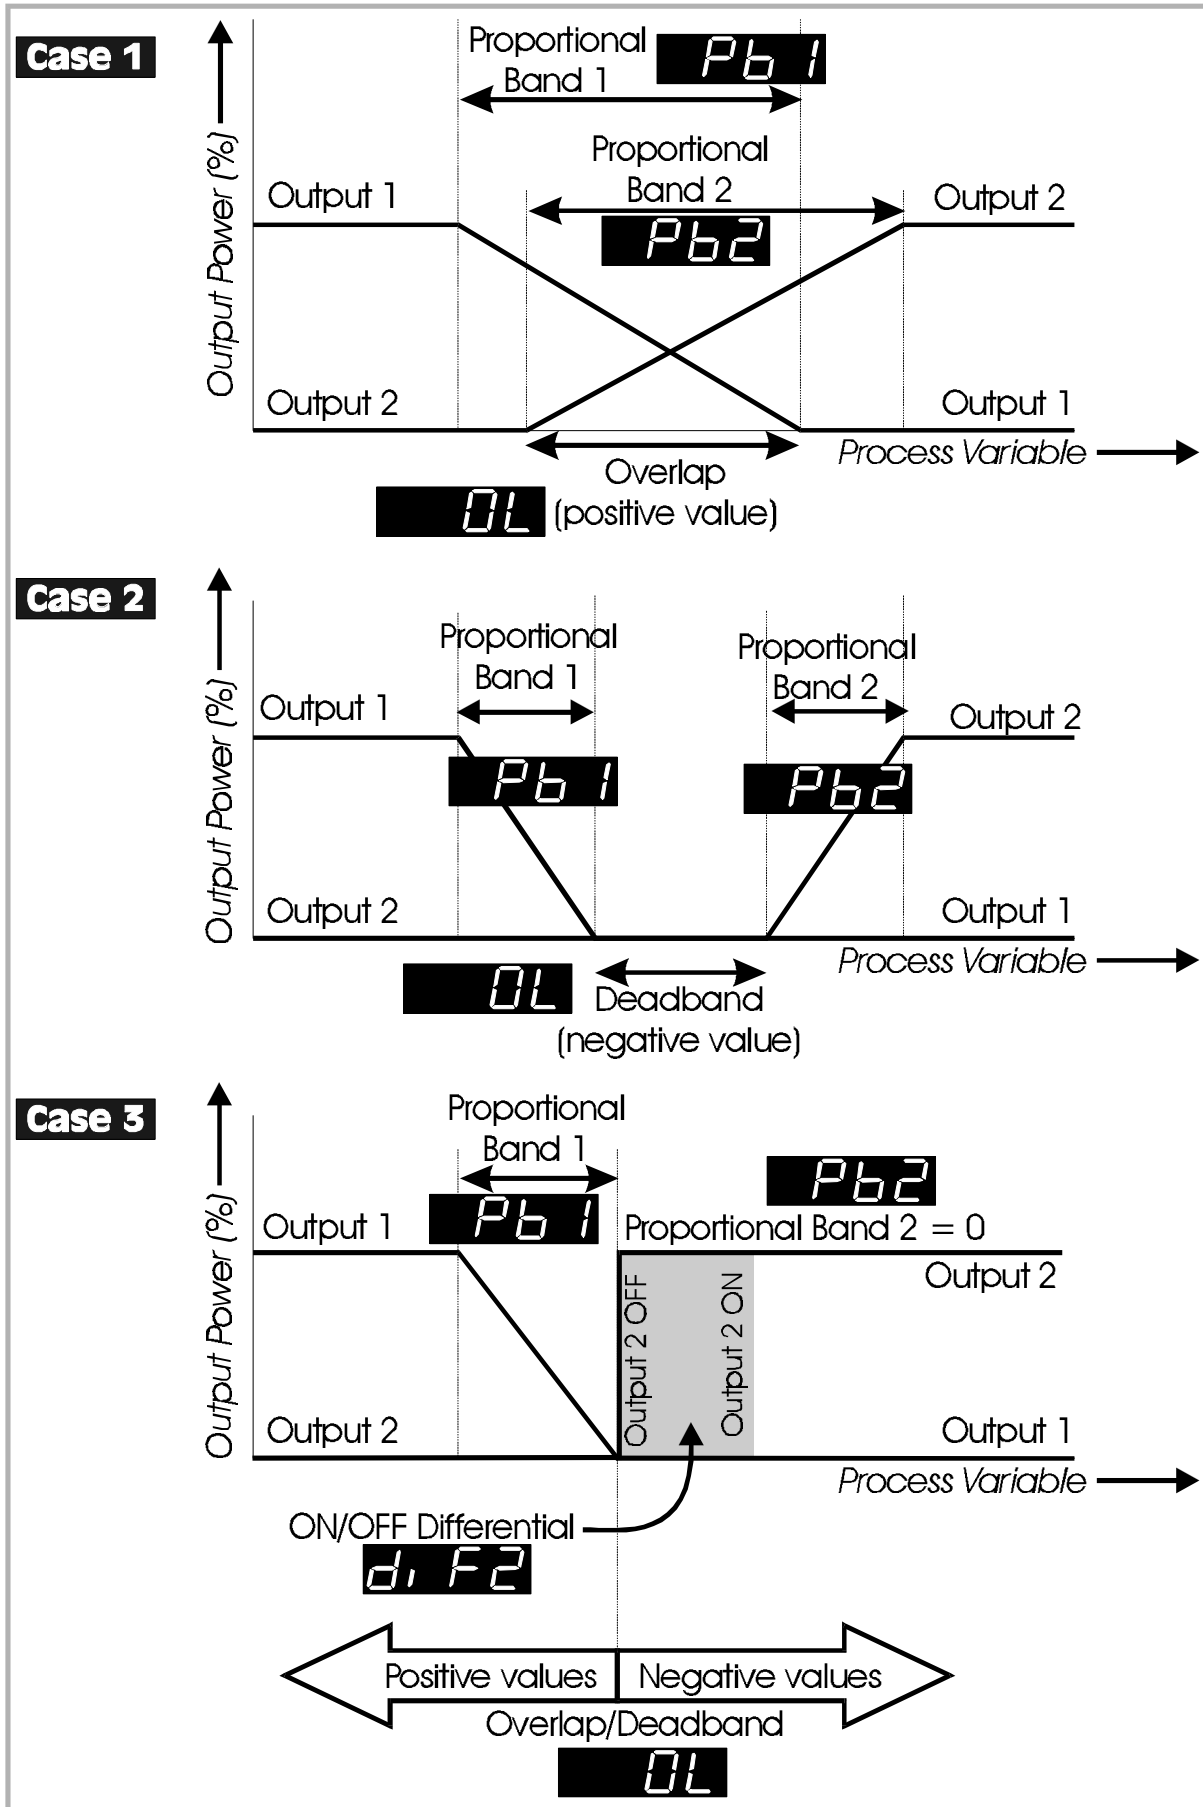 Case 1
Proportional
Band 1
Pb1
Proportional
Band 2
Pb2
Output Power (%)
Output 1
Output 2
Output 2
Output 1
Process Variable
Overlap
(positive value)
OL
Case 2
Proportional
Band 1
Proportional
Band 2
Output Power (%)
Output 1
Output 2
Pb1
Pb2
Output 2
Output 1
Process Variable
OL
Deadband
(negative value)
Case 3
Proportional
Band 1
Pb1
Pb2
Proportional Band 2 = 0
Output Power (%)
Output 1
Output 2
Output 2 OFF
Output 2 ON
Output 2
Output 1
Process Variable
ON/OFF Differential
diF2
Positive values
Negative values
Overlap/Deadband
OL